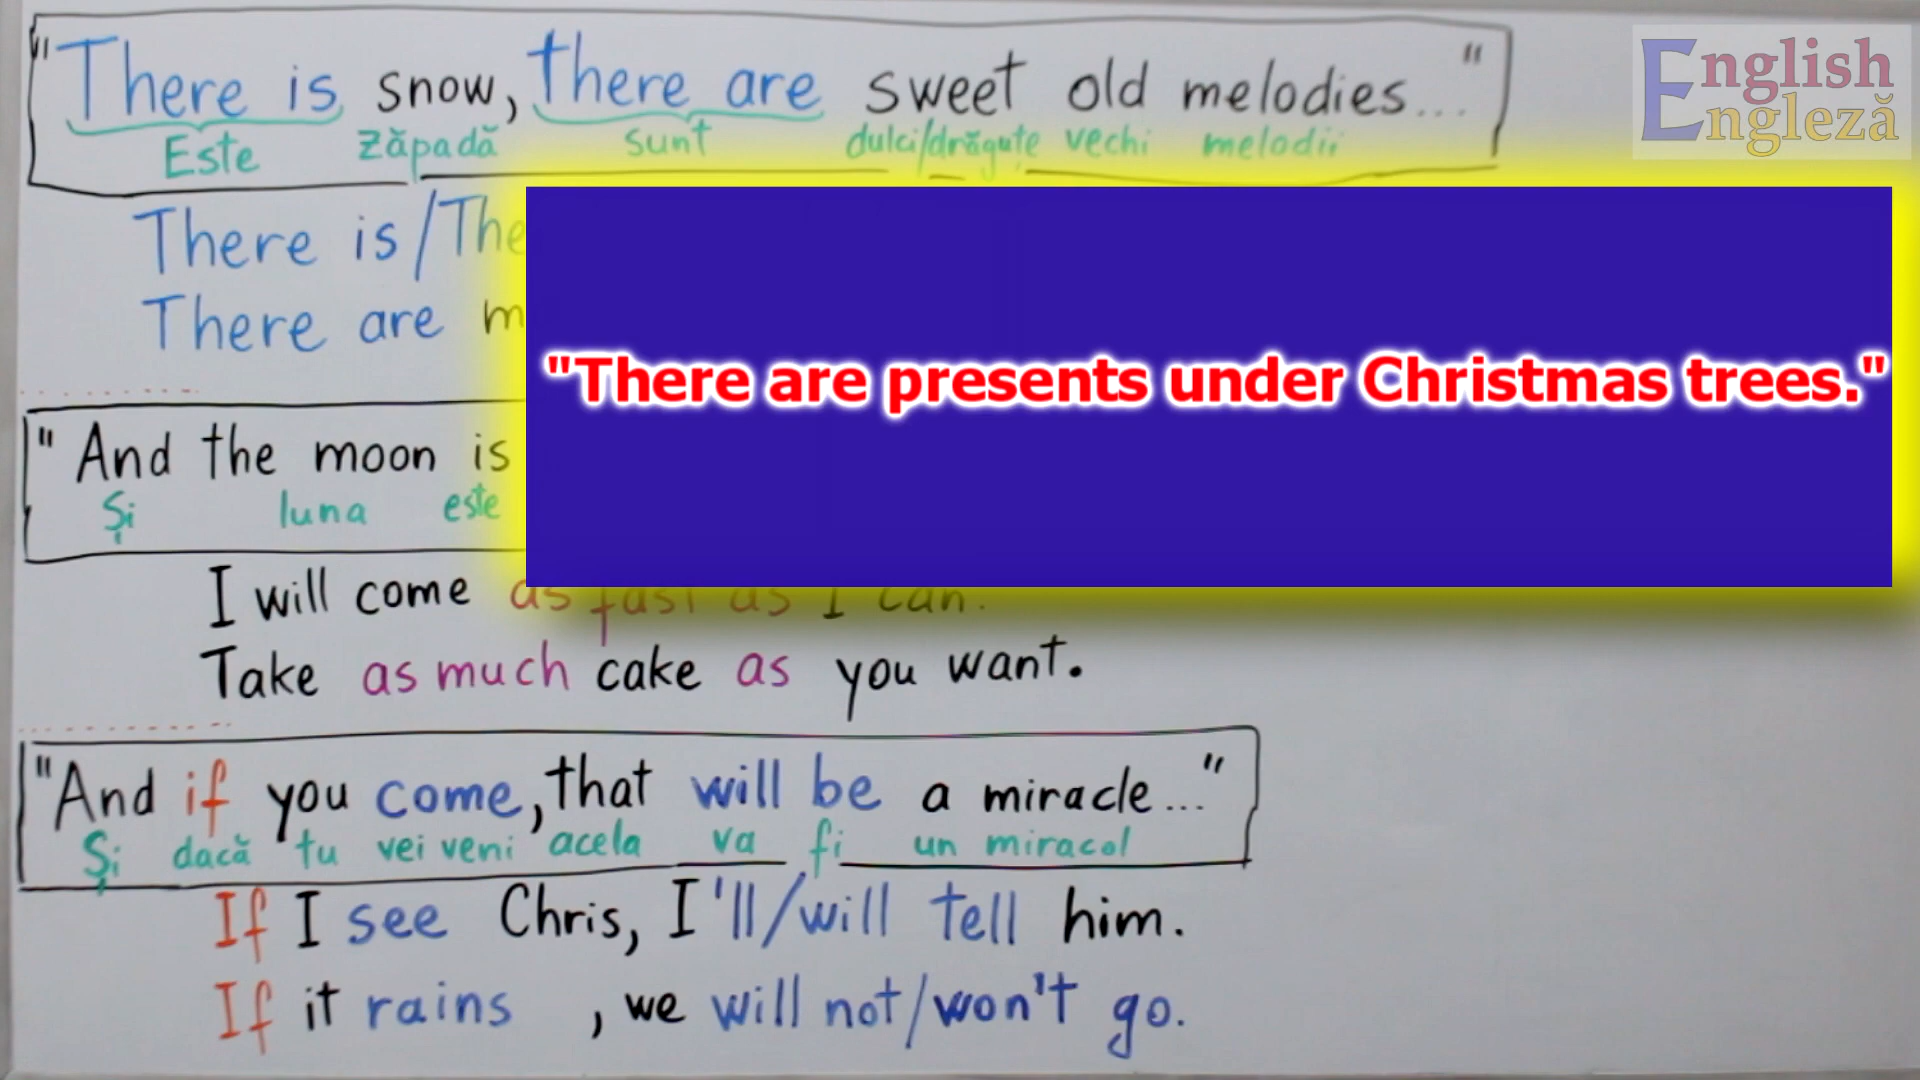 "There is snow, there are sweet old melodies..."
Este zăpadă sunt dulci/drăguțe vechi melodii
English
Engleză
There is/The
There are m
"There are presents under Christmas trees."
"And the moon is
Și luna este
I will come as fast as I can.
Take as much cake as you want.
"And if you come, that will be a miracle..."
Și dacă tu vei veni acela va fi un miracol
If I see Chris, I'll/will tell him.
If it rains , we will not/won't go.